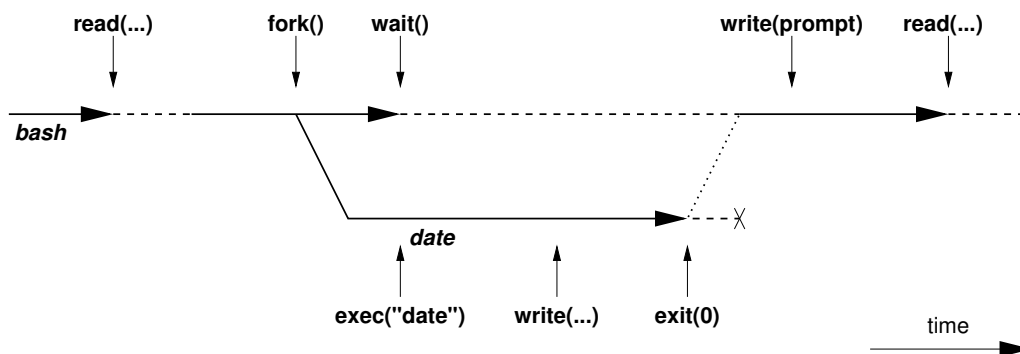 read(...) fork() wait() write(prompt) read(...)
bash
date
exec("date") write(...) exit(0)
time